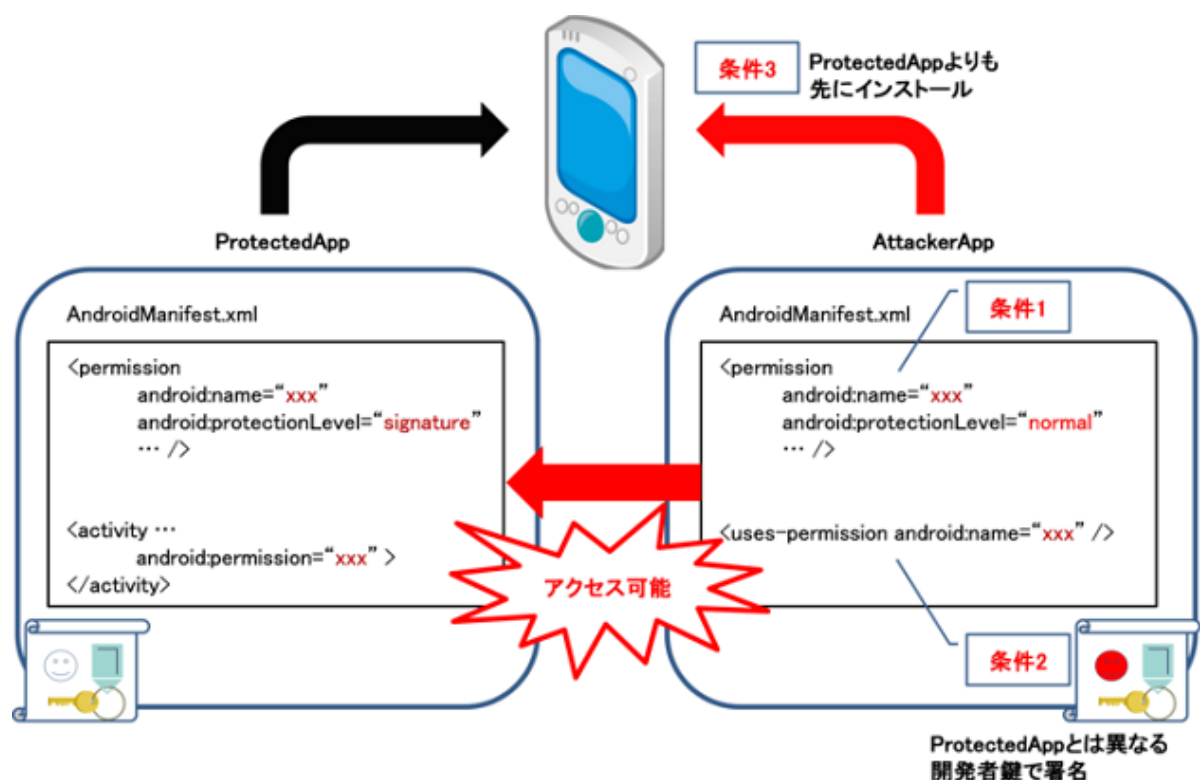 条件3
ProtectedAppよりも
先にインストール
ProtectedApp
AttackerApp
AndroidManifest.xml
<permission
android:name=“xxx”
android:protectionLevel=“signature”
… />
<activity …
android:permission=“xxx” >
</activity>
AndroidManifest.xml
条件1
<permission
android:name=“xxx”
android:protectionLevel=“normal”
… />
<uses-permission android:name=“xxx” />
アクセス可能
条件2
ProtectedAppとは異なる
開発者鍵で署名